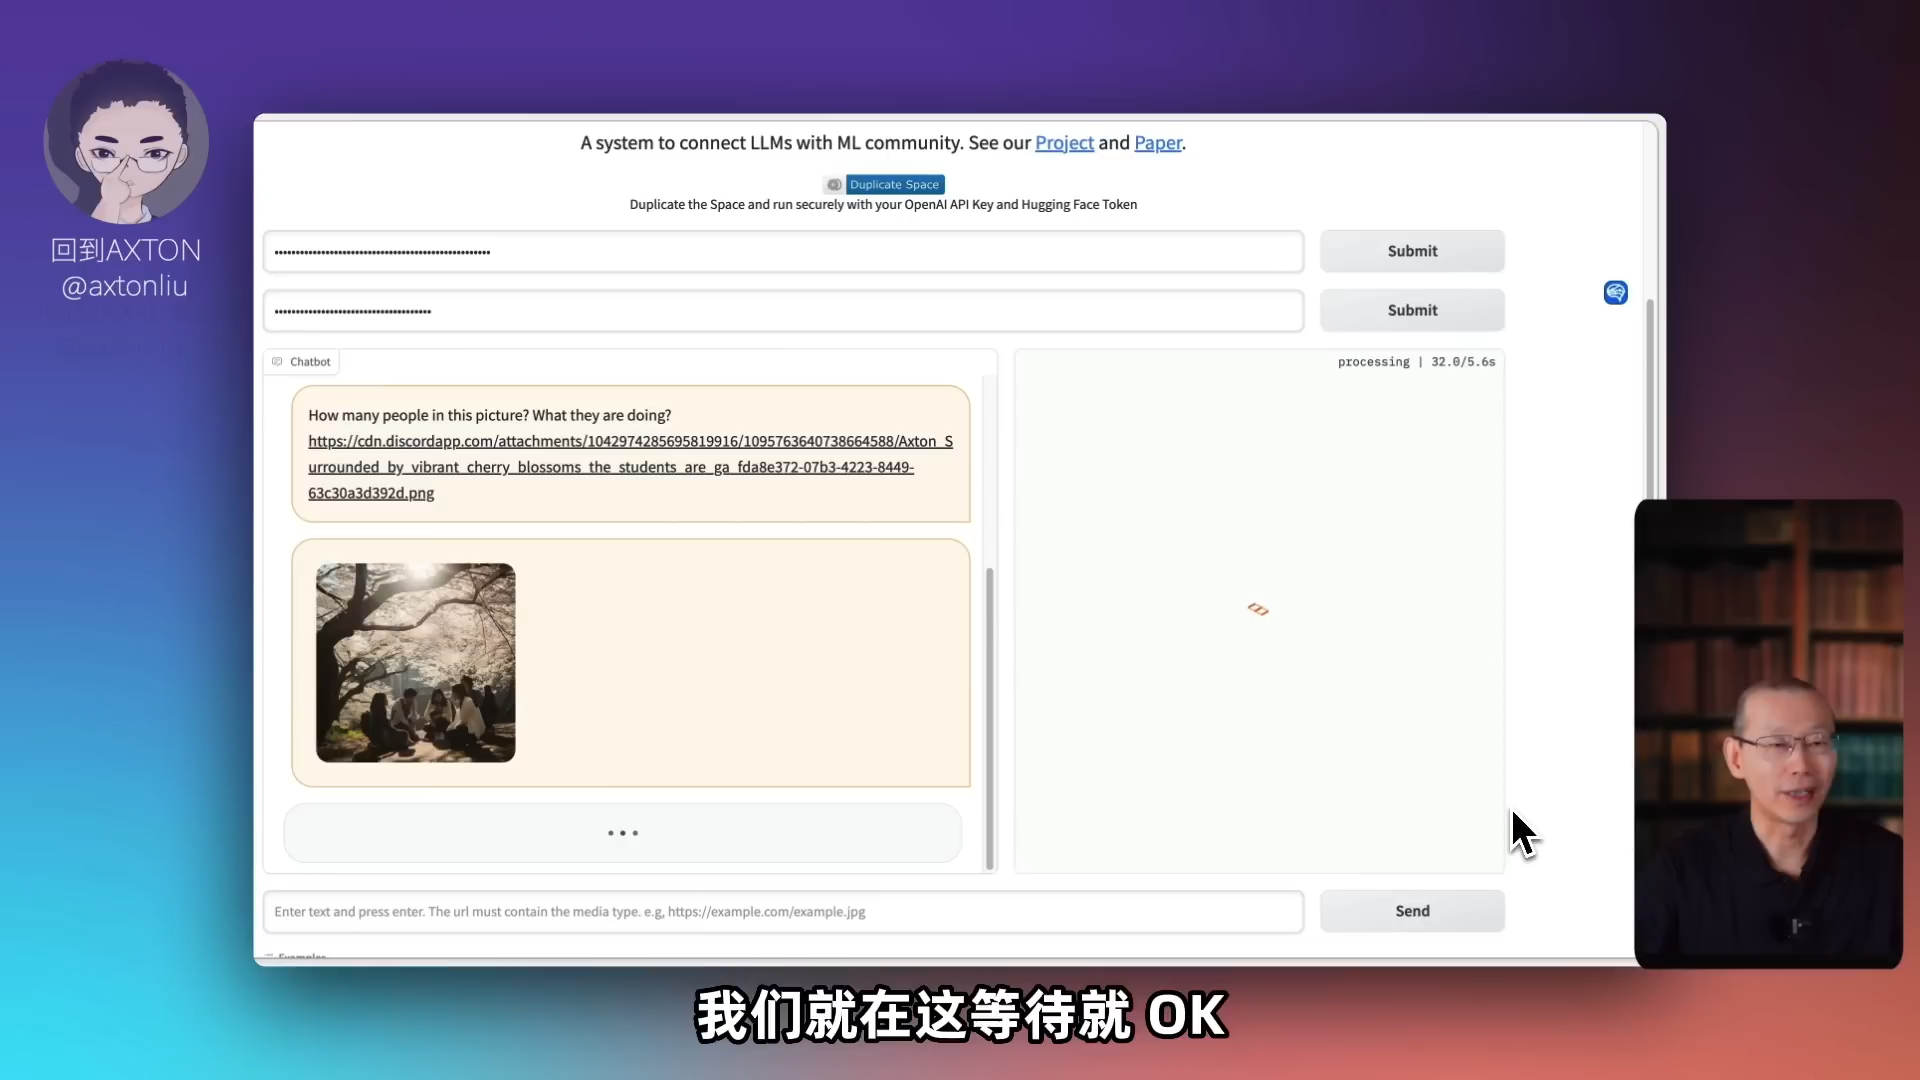 回到AXTON
@axtonliu
A system to connect LLMs with ML community. See our Project and Paper.
Duplicate Space
Duplicate the Space and run securely with your OpenAI API Key and Hugging Face Token
••••••••••••••••••••••••••••••••••••••••••••••••••• Submit
••••••••••••••••••••••••••••••••••••• Submit
Chatbot
processing | 32.0/5.6s
How many people in this picture? What they are doing?
https://cdn.discordapp.com/attachments/1042974285695819916/1095763640738664588/Axton_S
urrounded_by_vibrant_cherry_blossoms_the_students_are_ga_fda8e372-07b3-4223-8449-
63c30a3d392d.png
•••
Enter text and press enter. The url must contain the media type. e.g, https://example.com/example.jpg
Send
Examples
我们就在这等待就 OK